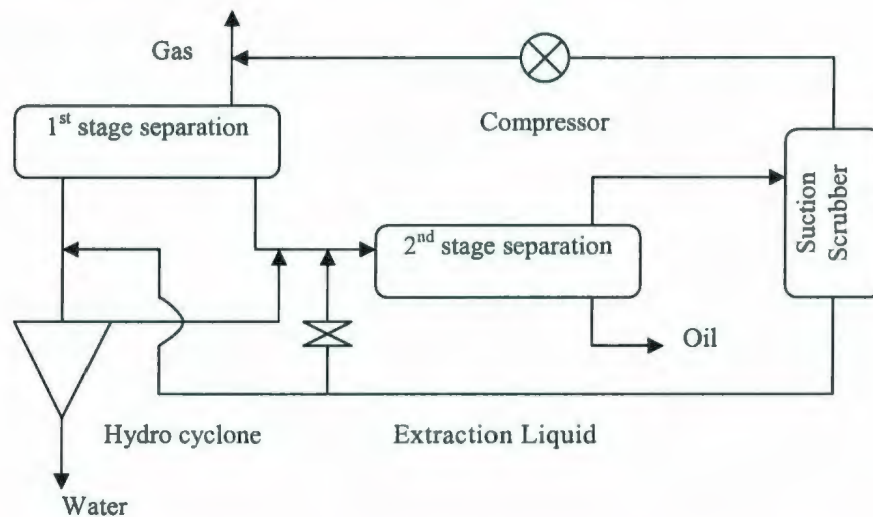 Gas
1st stage separation
Compressor
Suction
Scrubber
2nd stage separation
Oil
Hydro cyclone
Extraction Liquid
Water